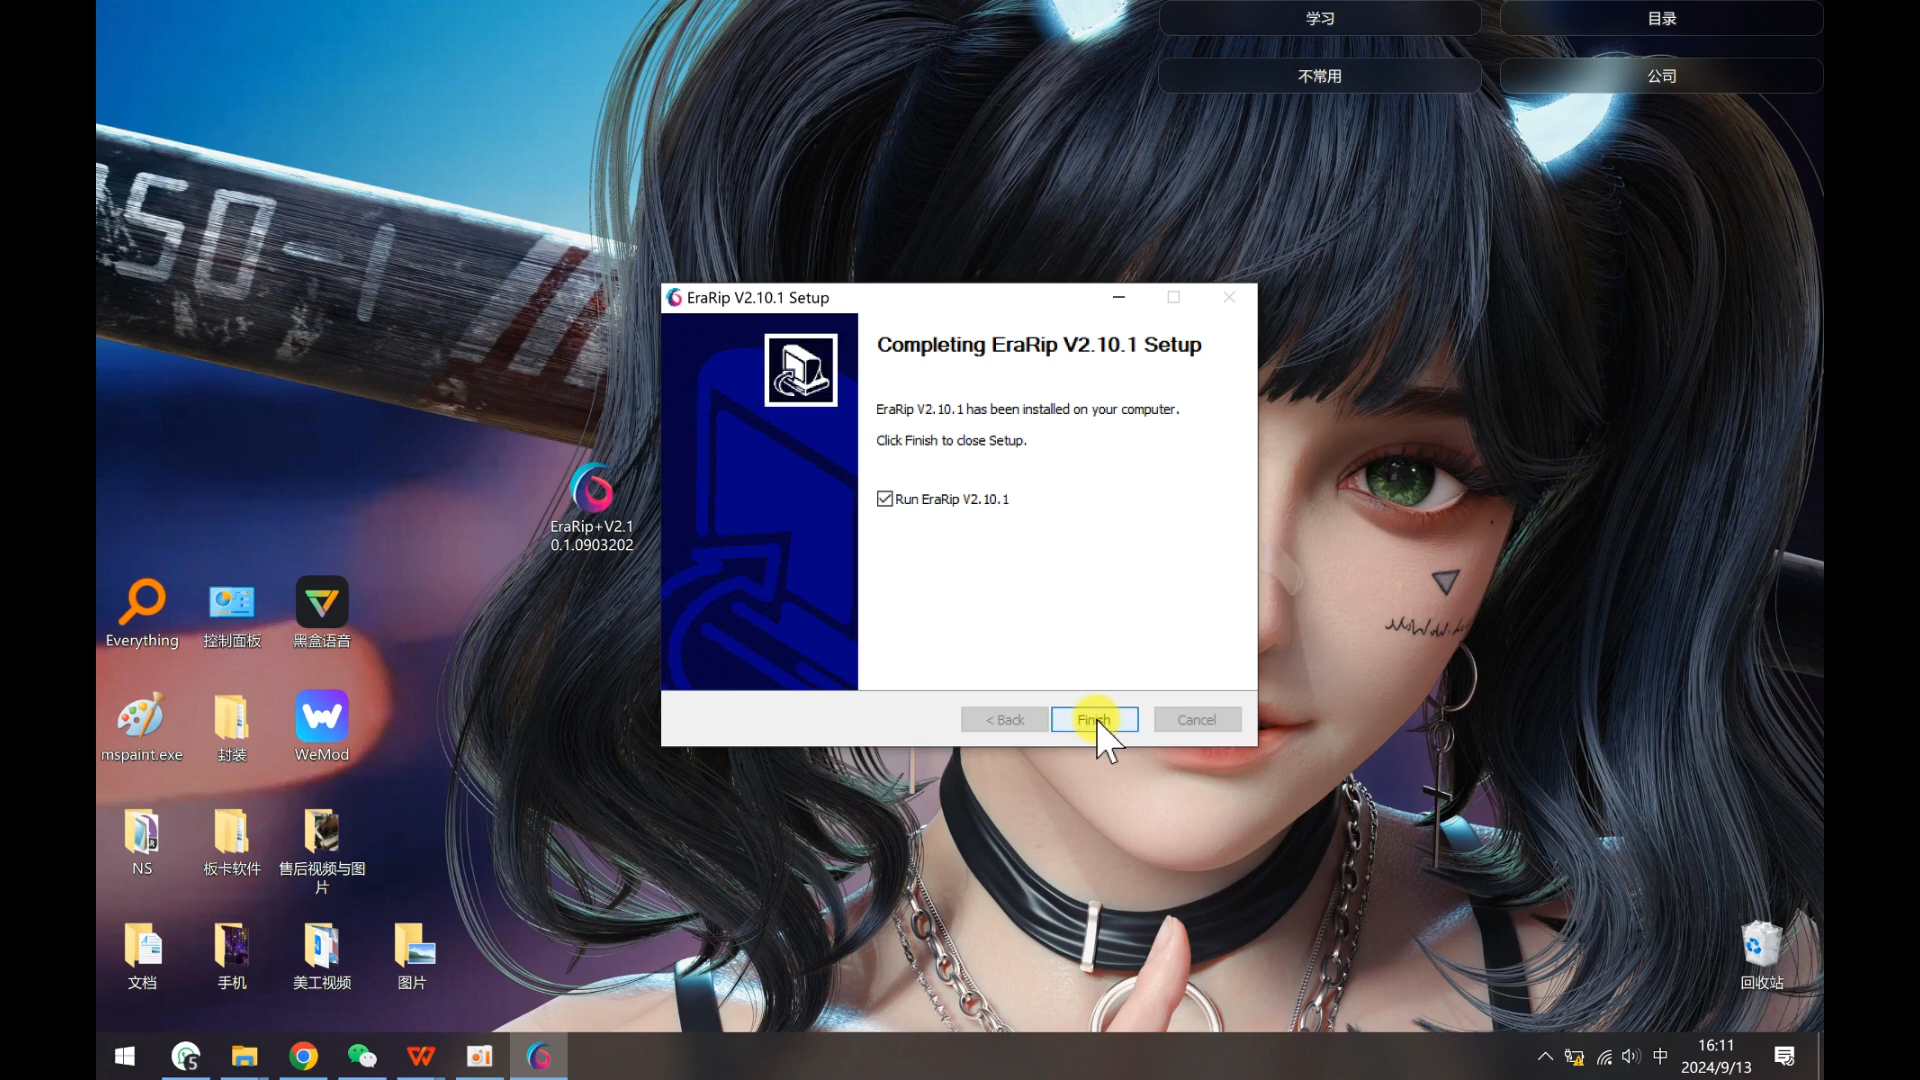 学习
目录
不常用
公司
50-1
EraRip V2.10.1 Setup
Completing EraRip V2.10.1 Setup
EraRip V2.10.1 has been installed on your computer.
Click Finish to close Setup.
Run EraRip V2.10.1
< Back
Finish
Cancel
EraRip+V2.1
0.1.0903202
Everything
控制面板
黑盒语音
mspaint.exe
封装
WeMod
NS
板卡软件
售后视频与图
片
文档
手机
美工视频
图片
回收站
5
中
16:11
2024/9/13